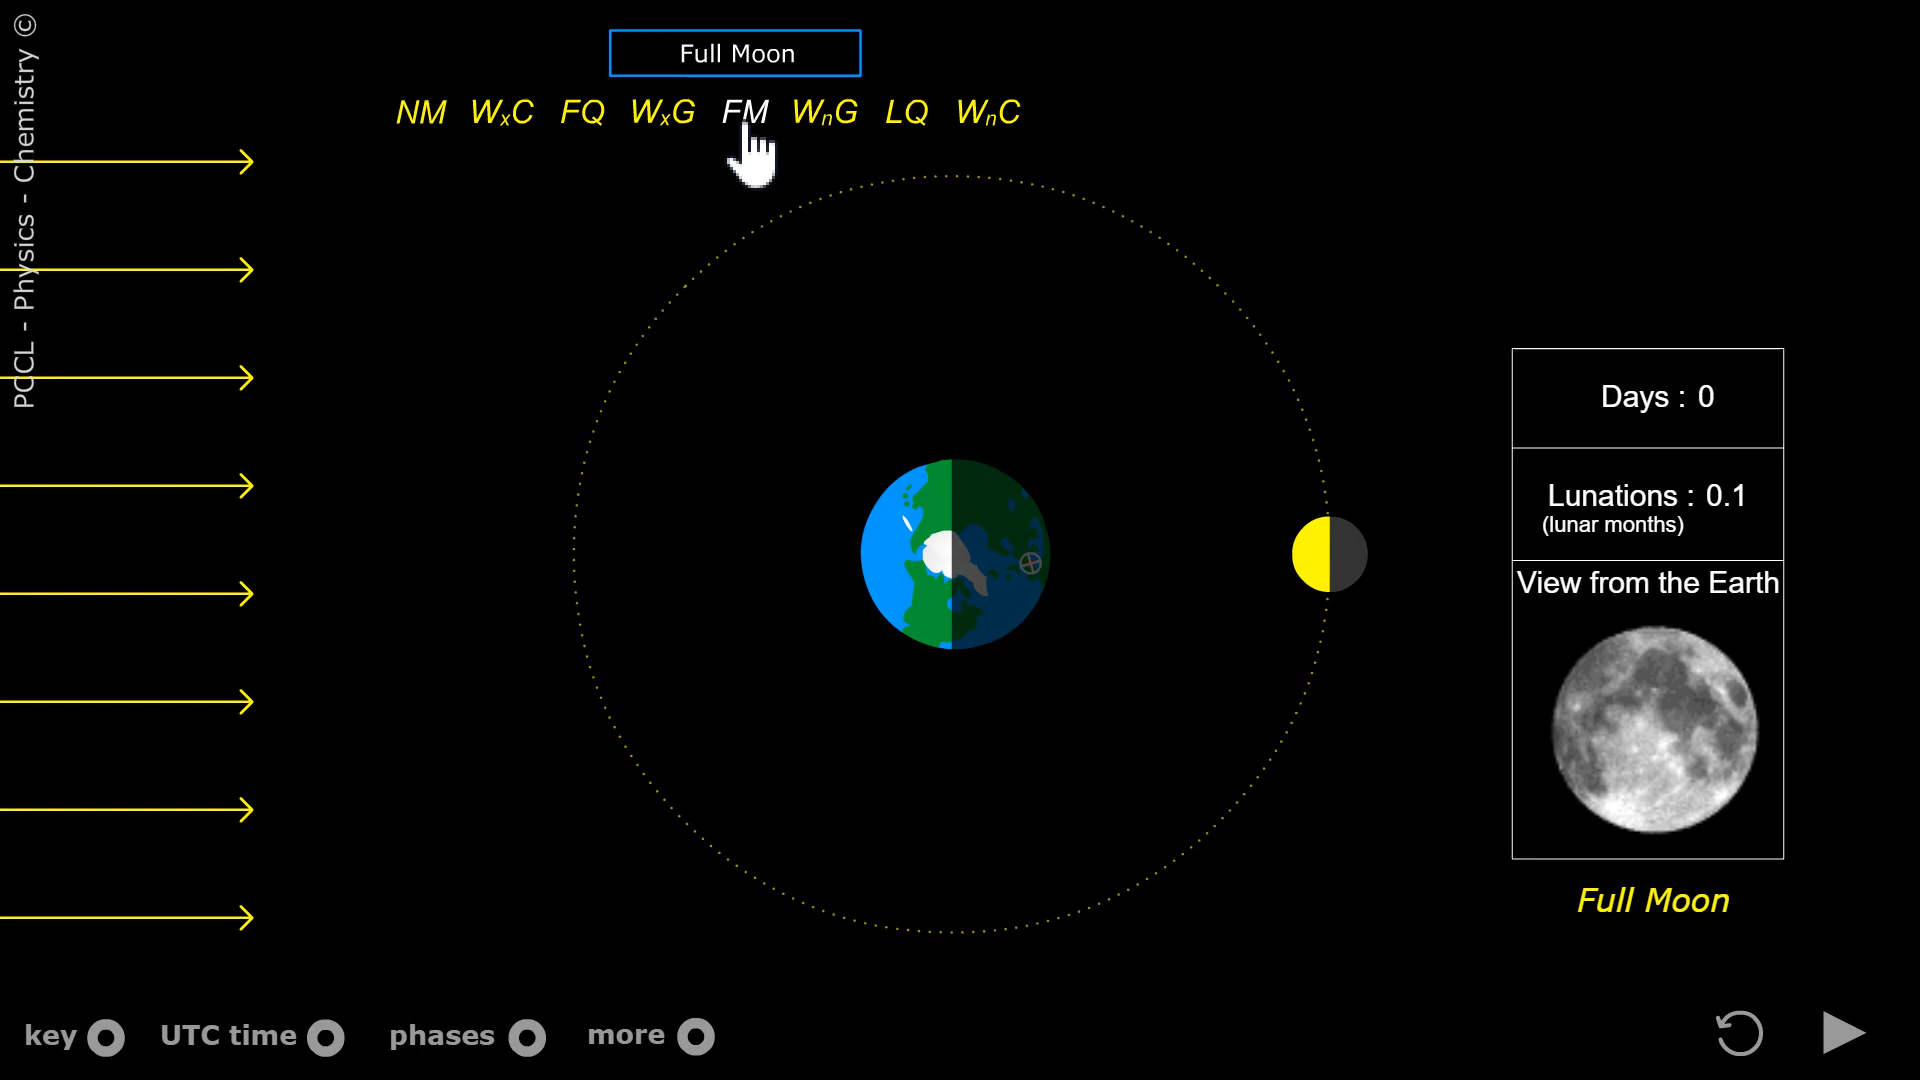 PCCL - Physics - Chemistry ©
Full Moon
NM WxC FQ WxG FM WnG LQ WnC
Days : 0
Lunations : 0.1
(lunar months)
View from the Earth
Full Moon
key UTC time phases more